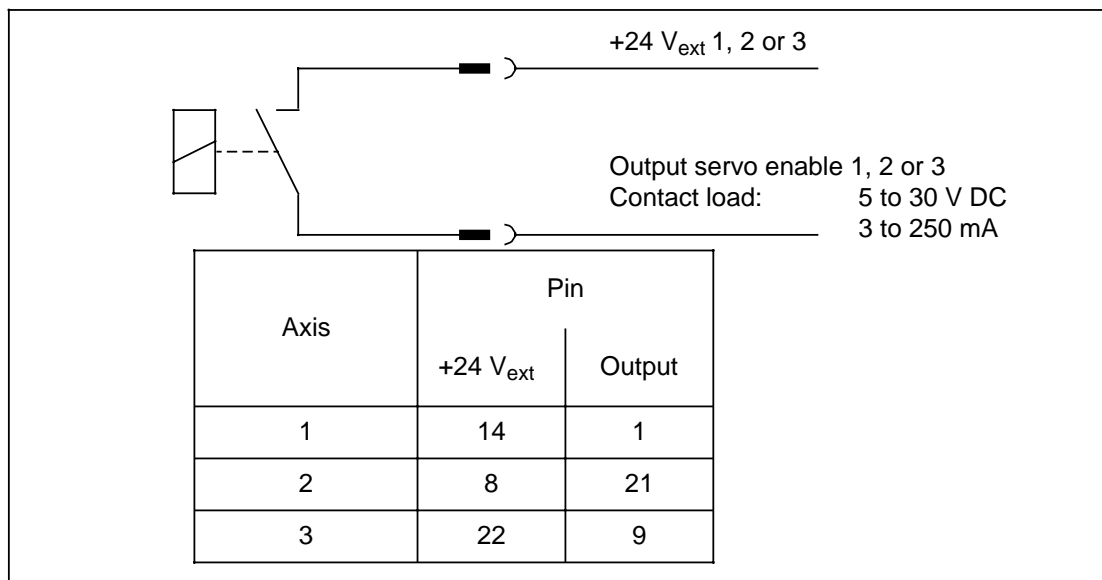 +24 Vext 1, 2 or 3
Output servo enable 1, 2 or 3
Contact load: 5 to 30 V DC
3 to 250 mA
Axis Pin
+24 Vext Output
1 14 1
2 8 21
3 22 9